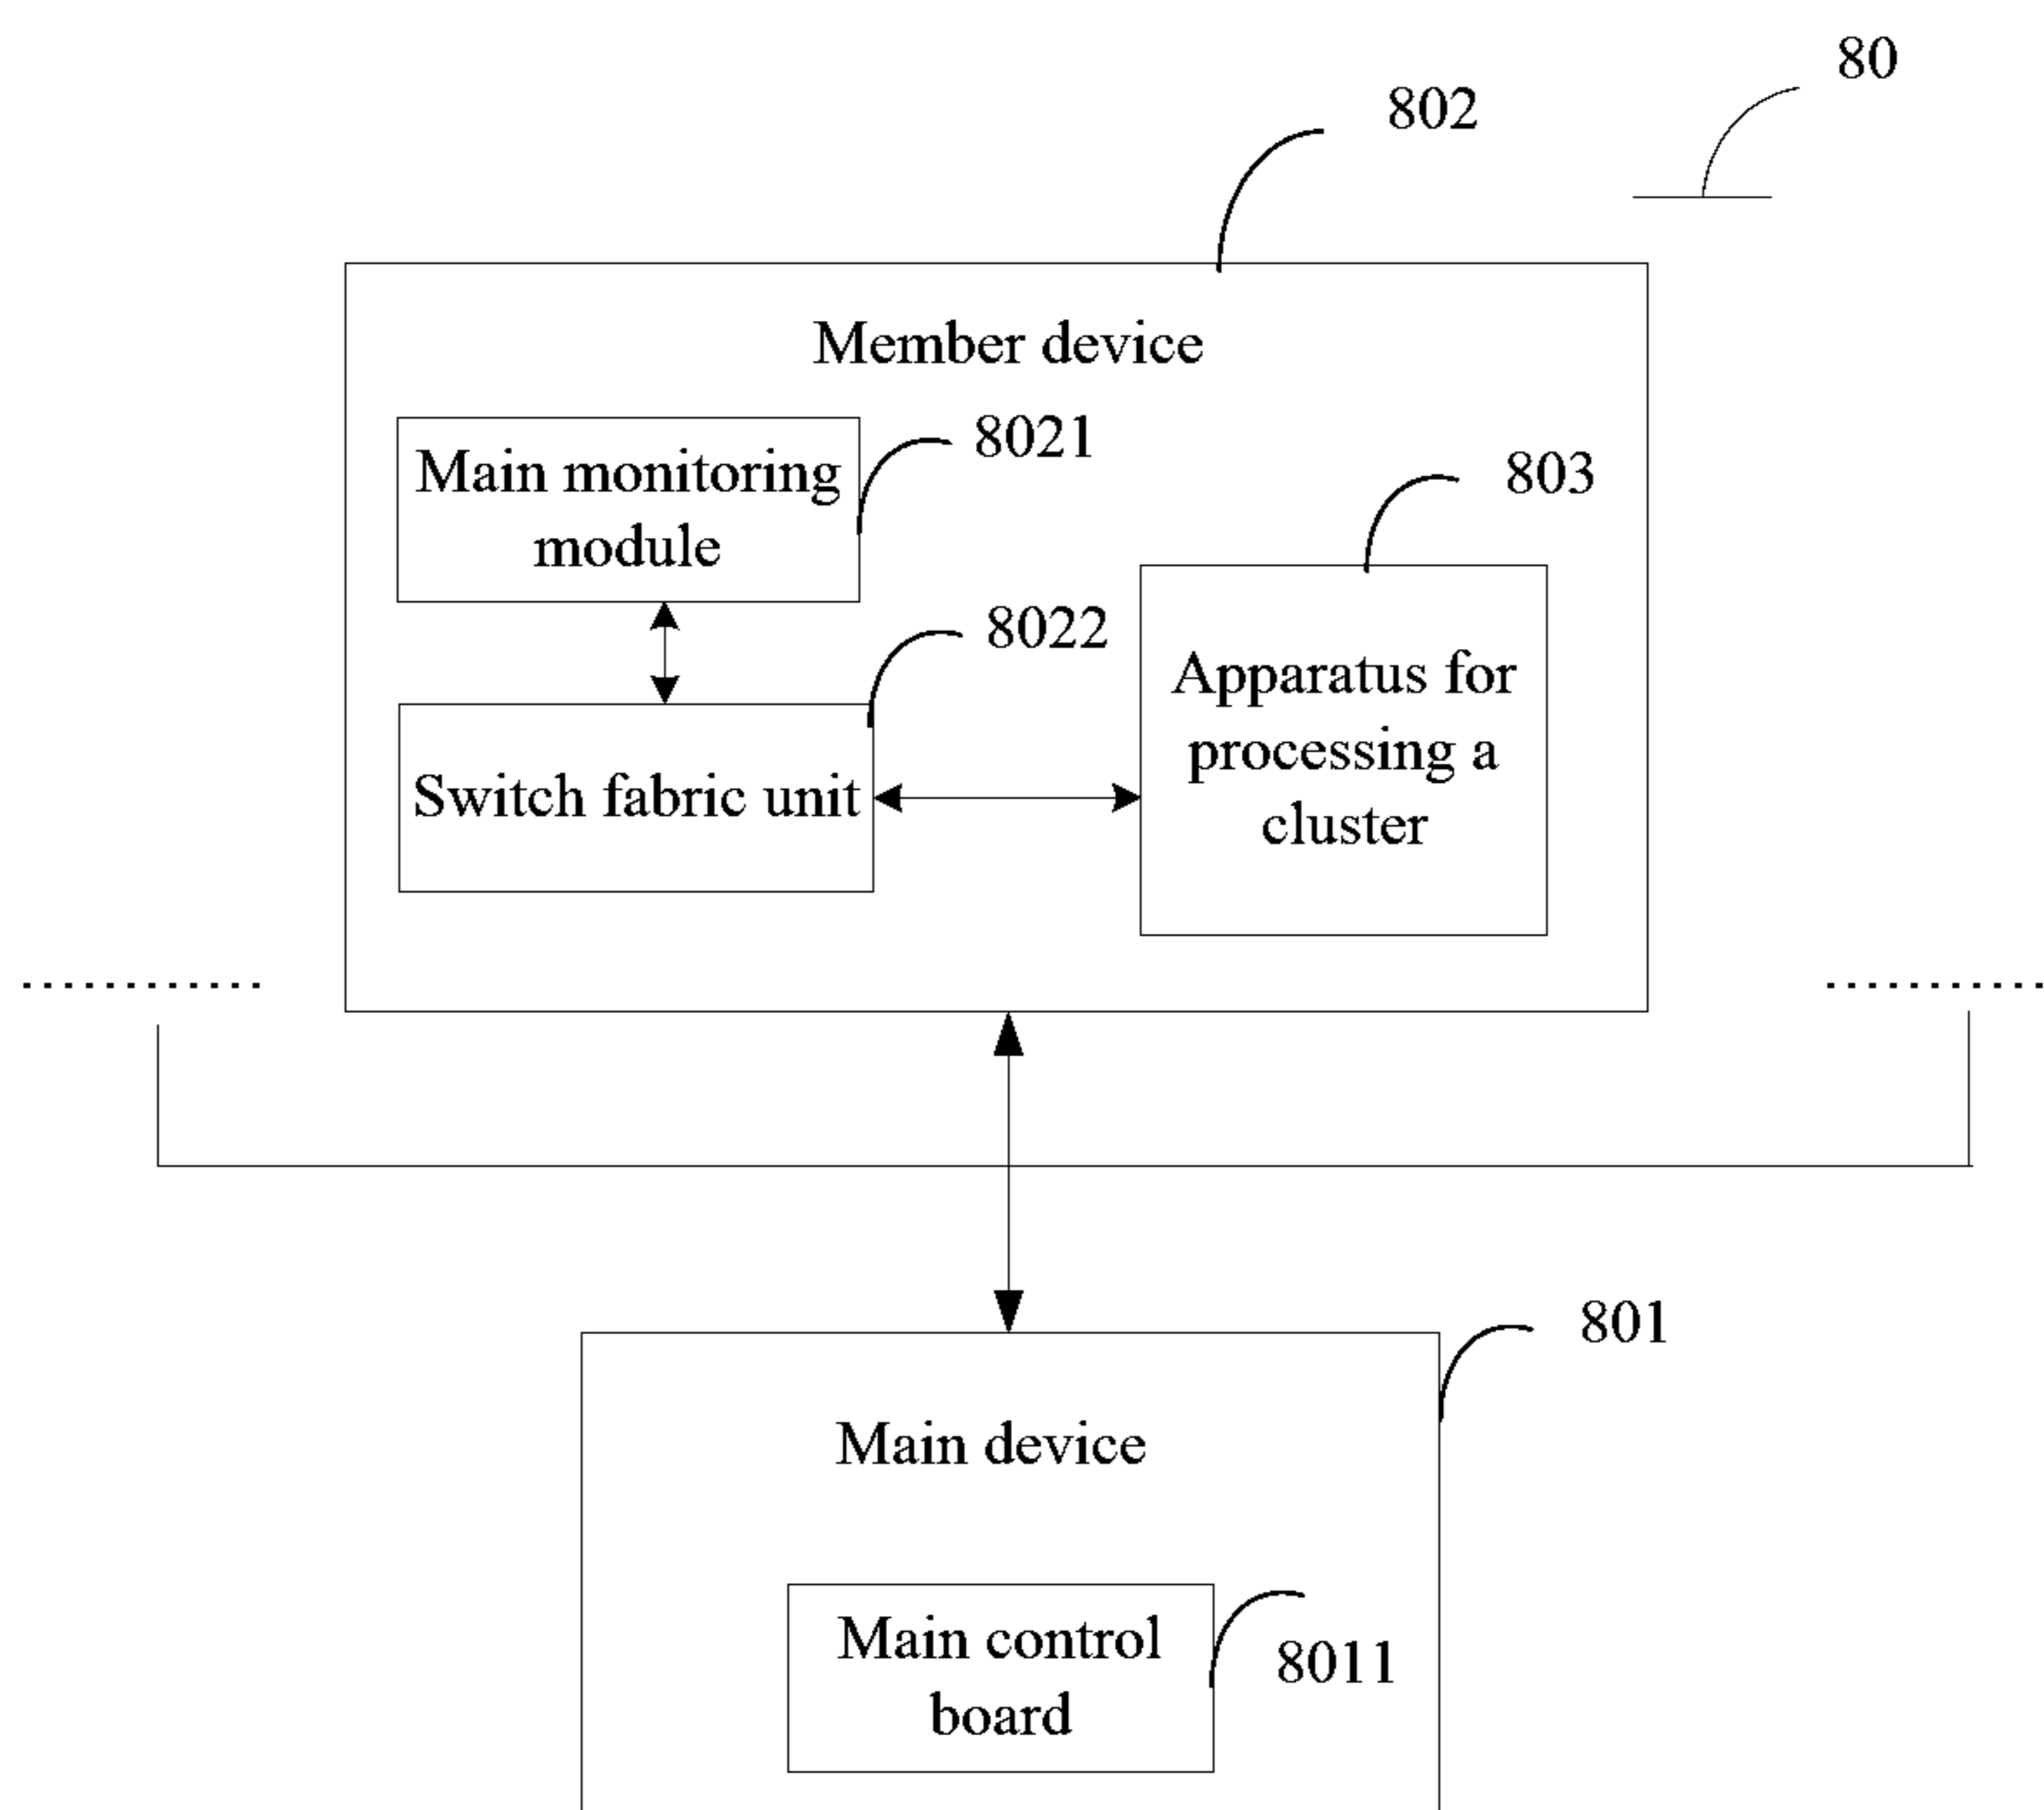 80
802
Member device
Main monitoring
module
8021
803
8022
Switch fabric unit
Apparatus for
processing a
cluster
801
Main device
Main control
board
8011